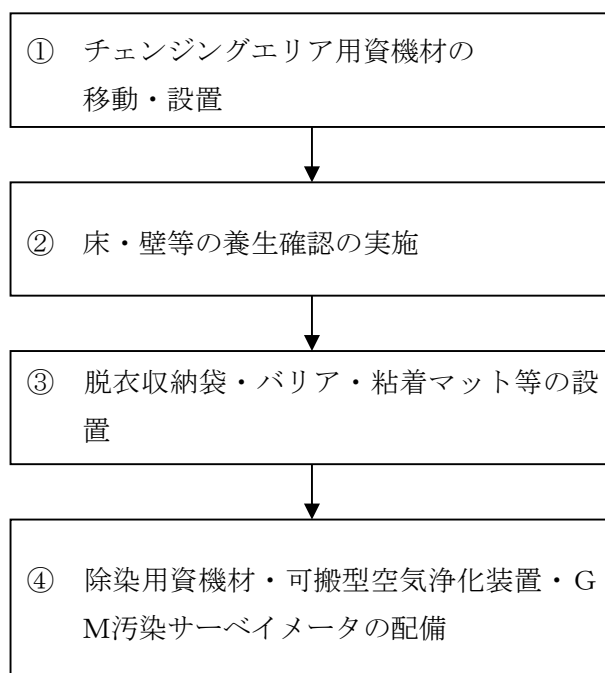 ① チェンジングエリア用資機材の
移動・設置
② 床・壁等の養生確認の実施
③ 脱衣収納袋・バリア・粘着マット等の設
置
④ 除染用資機材・可搬型空気浄化装置・G
M汚染サーベイメータの配備